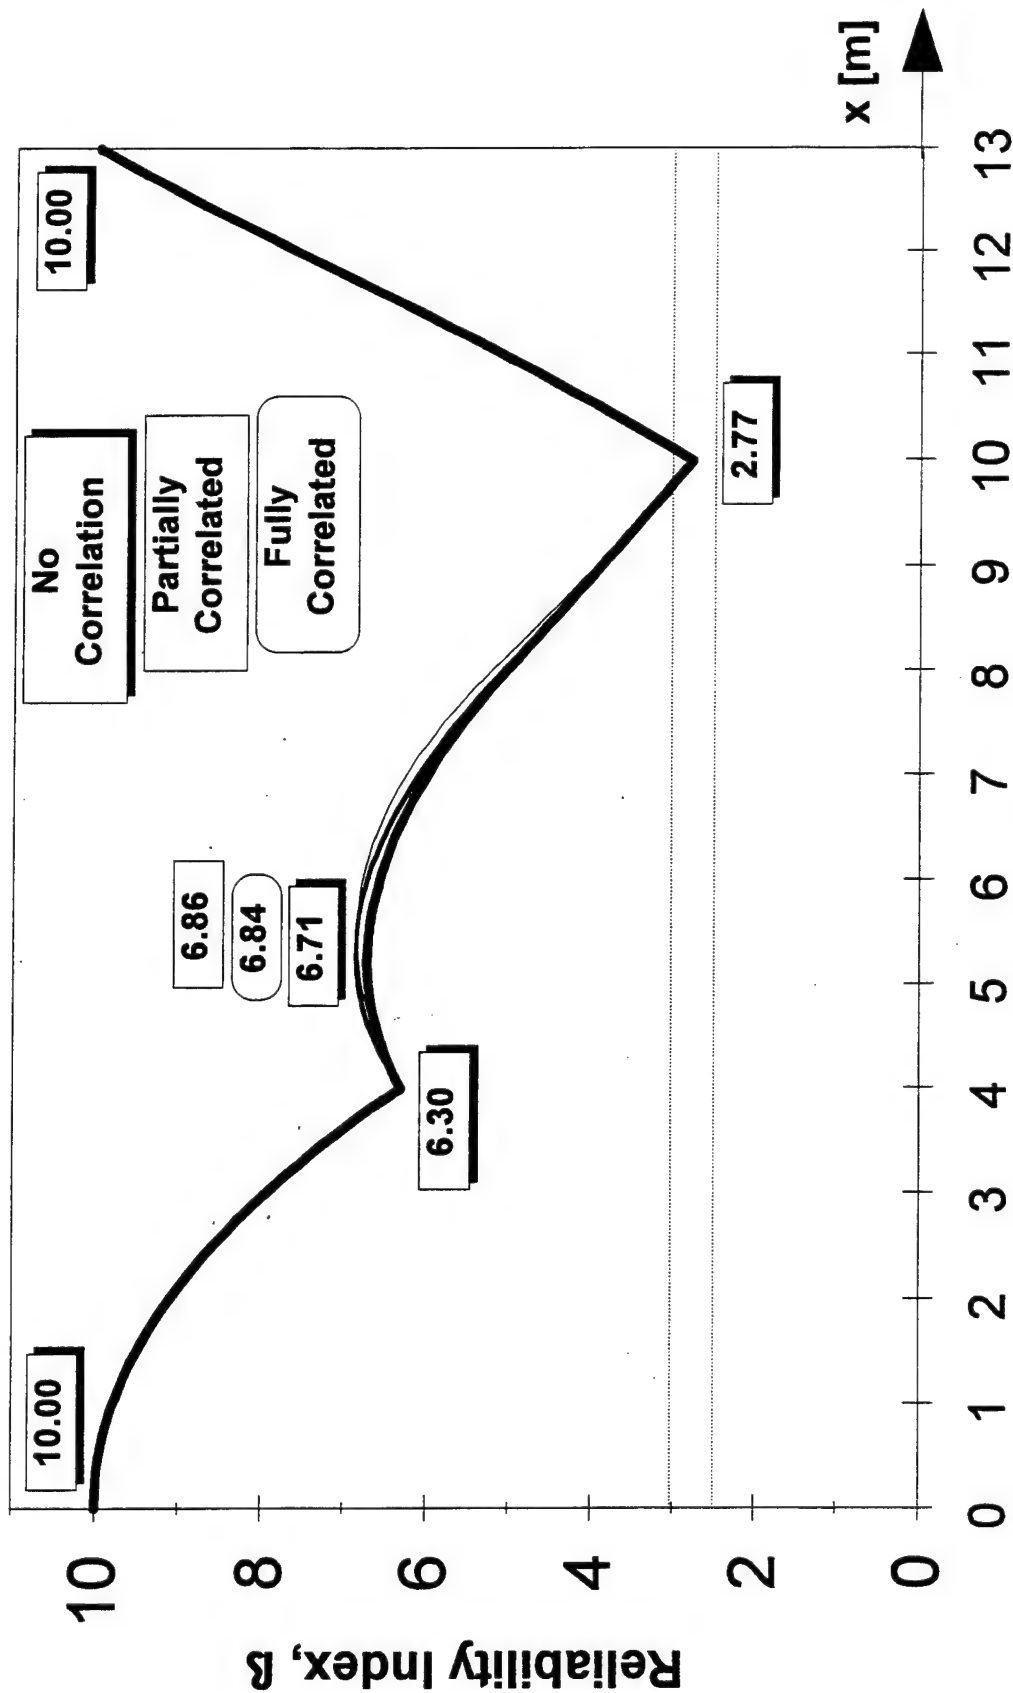 Reliability Index, ß
10
8
6
4
2
0
10.00
6.86
6.84
6.71
6.30
No
Correlation
Partially
Correlated
Fully
Correlated
10.00
2.77
0 1 2 3 4 5 6 7 8 9 10 11 12 13
x [m]